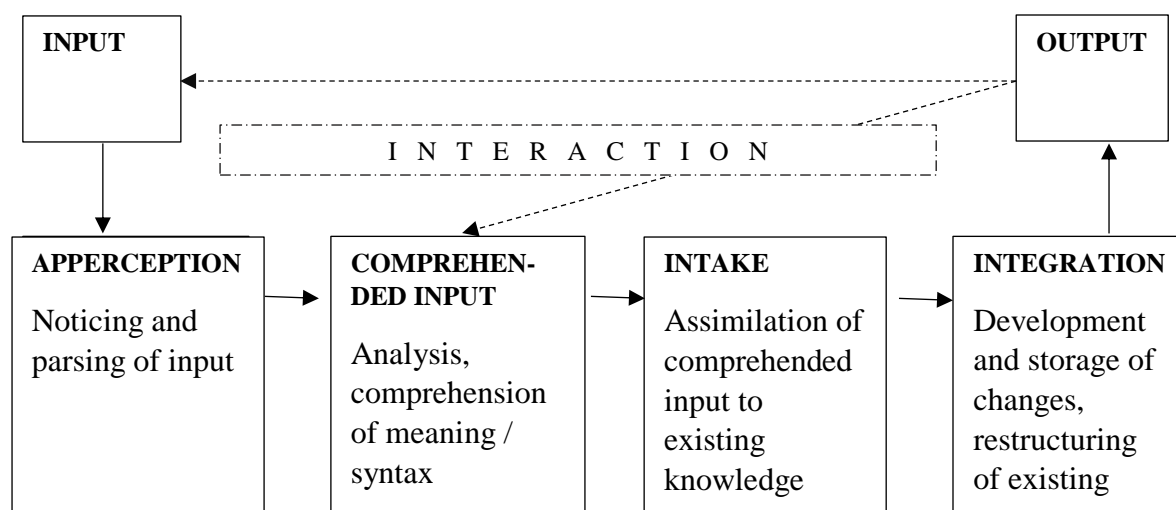 INPUT
OUTPUT
I N T E R A C T I O N
APPERCEPTION
Noticing and
parsing of input
COMPREHEN-
DED INPUT
Analysis,
comprehension
of meaning /
syntax
INTAKE
Assimilation of
comprehended
input to
existing
knowledge
INTEGRATION
Development
and storage of
changes,
restructuring
of existing